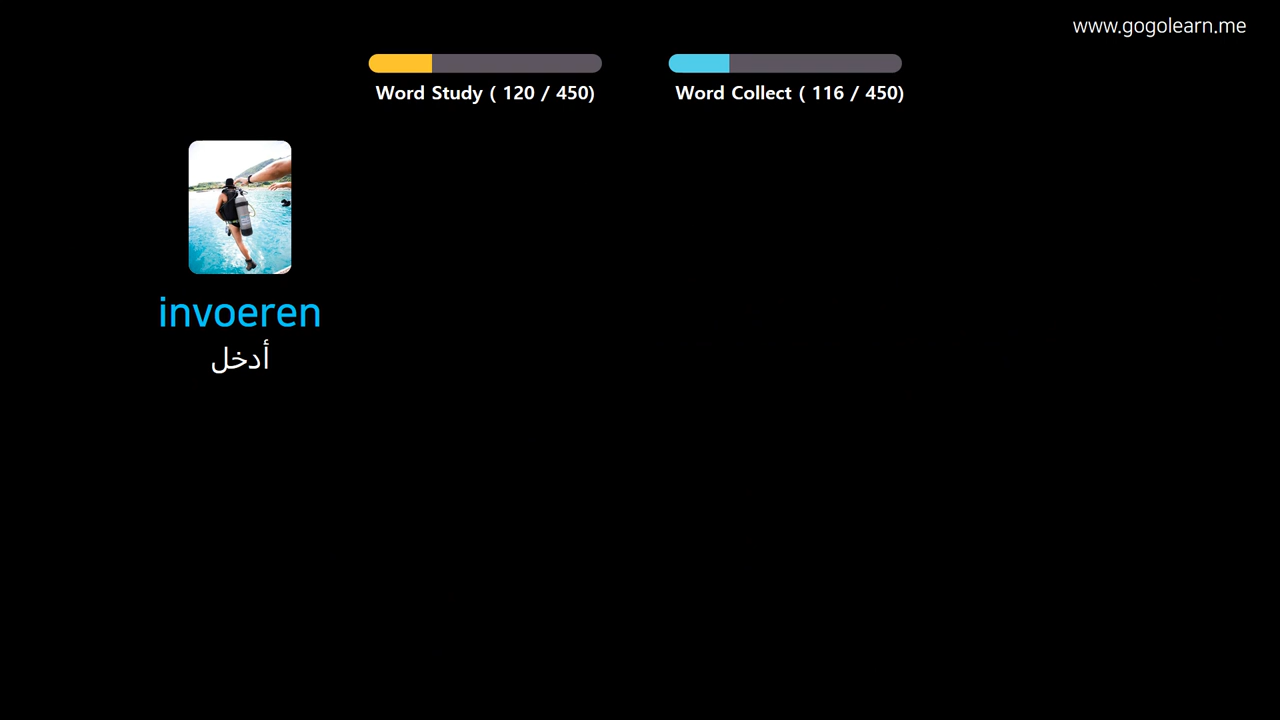 www.gogolearn.me
Word Study ( 120 / 450)
Word Collect ( 116 / 450)
invoeren
أدخل